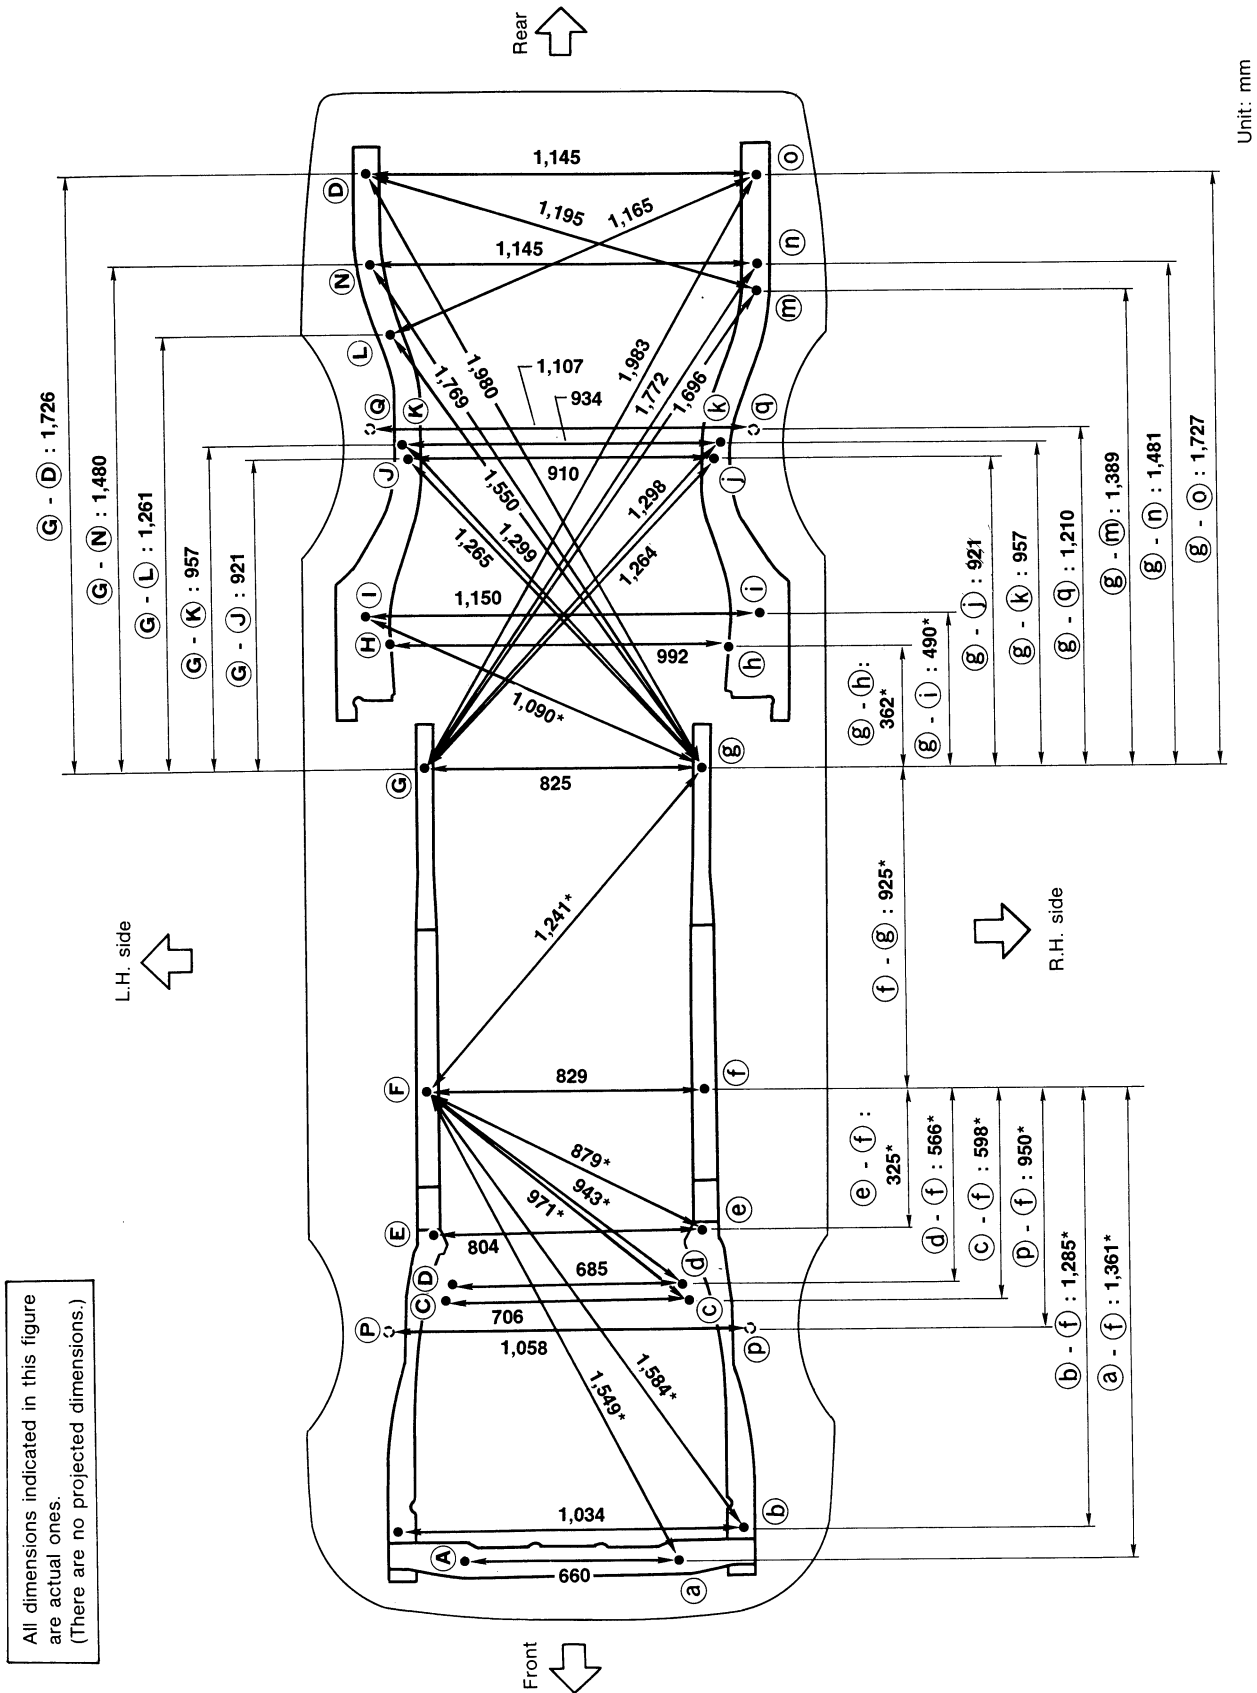 Rear
Unit: mm
1,145
D
o
1,195
1,165
1,145
N
n
m
L
1,983
1,772
1,696
1,769
1,980
1,107
934
Q
K
k
q
J
910
j
1,550
1,299
1,265
1,298
1,264
G - D : 1,726
G - N : 1,480
G - L : 1,261
G - K : 957
G - J : 921
g - j : 921
g - k : 957
g - q : 1,210
g - m : 1,389
g - n : 1,481
g - o : 1,727
I
1,150
i
H
992
h
1,090*
g - h :
362*
g - i : 490*
G
825
g
L.H. side
R.H. side
1,241*
f - g : 925*
F
829
f
879*
943*
971*
e - f :
325*
d - f : 566*
c - f : 598*
p - f : 950*
b - f : 1,285*
a - f : 1,361*
E
804
e
D
685
d
C
706
c
P
1,058
p
1,549*
1,584*
1,034
b
A
660
a
Front
All dimensions indicated in this figure
are actual ones.
(There are no projected dimensions.)